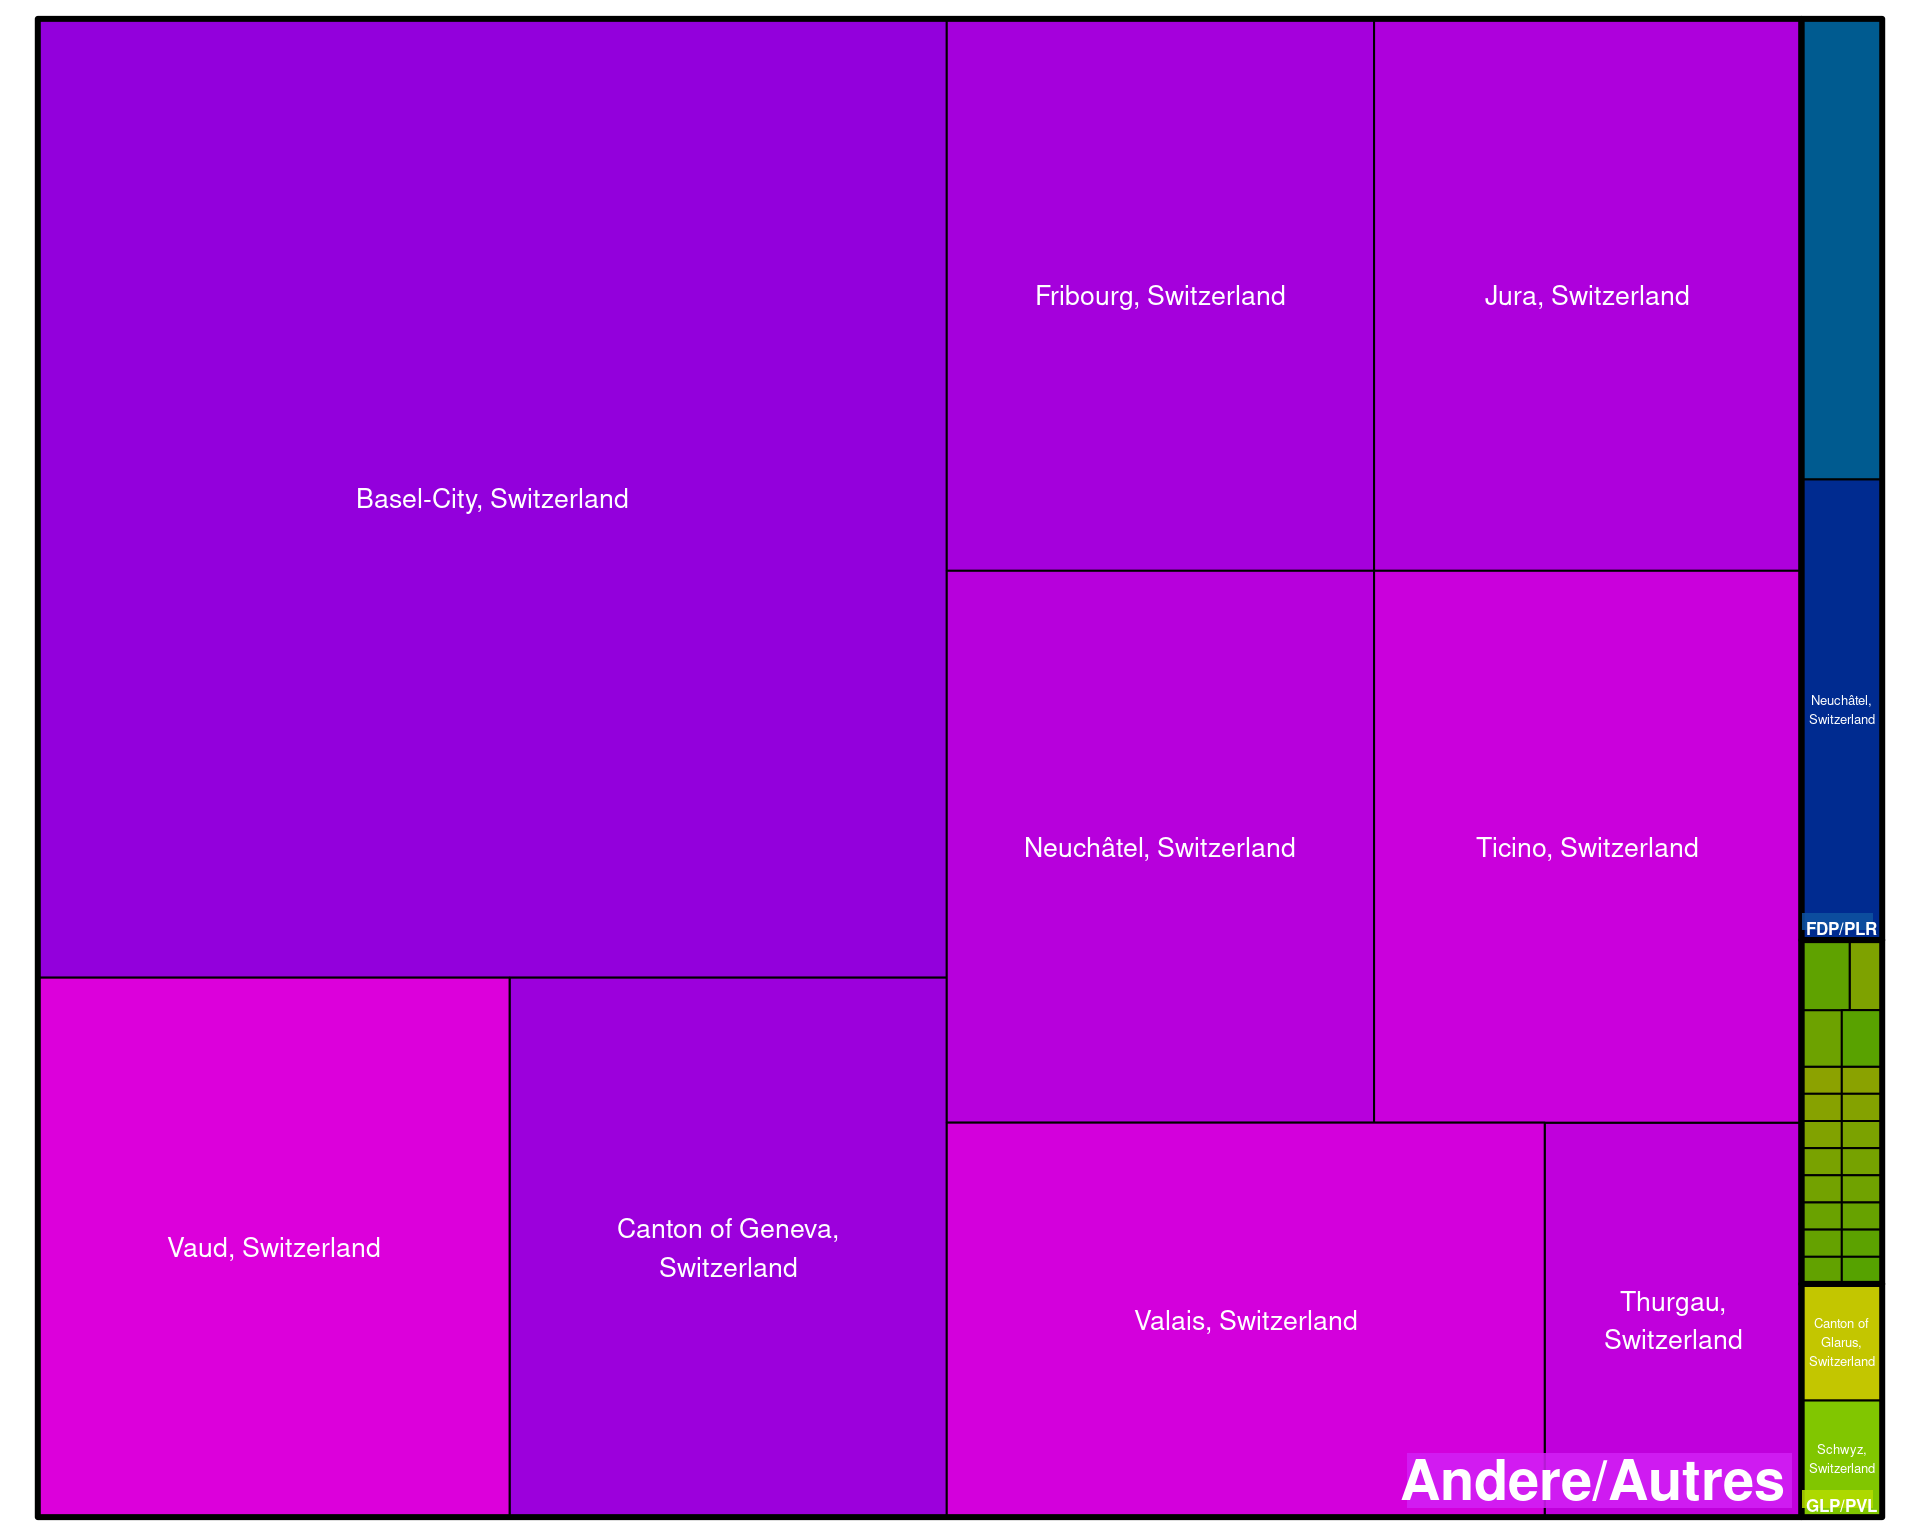 Basel-City, Switzerland
Fribourg, Switzerland
Jura, Switzerland
Neuchâtel, Switzerland
Ticino, Switzerland
Vaud, Switzerland
Canton of Geneva,
Switzerland
Valais, Switzerland
Thurgau,
Switzerland
Andere/Autres
Neuchâtel,
Switzerland
FDP/PLR
Canton of
Glarus,
Switzerland
Schwyz,
Switzerland
GLP/PVL